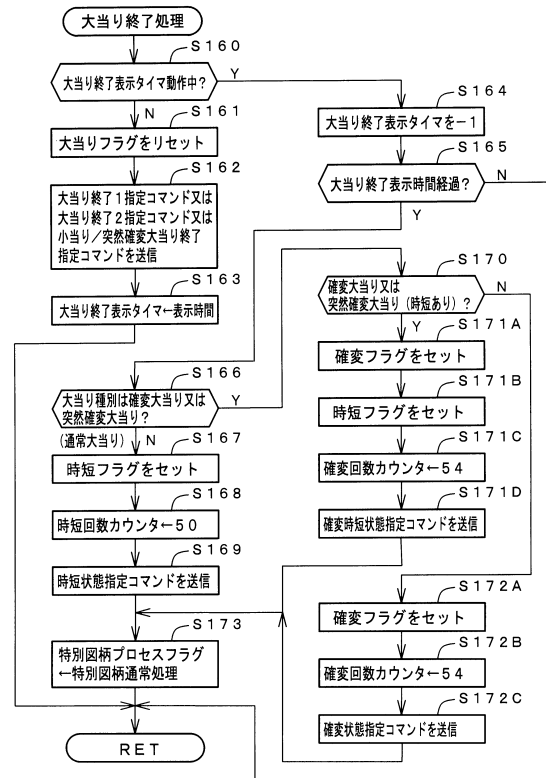 大当り終了処理
S160
大当り終了表示タイマ動作中?
Y
N
S161
大当りフラグをリセット
S162
大当り終了1指定コマンド又は
大当り終了2指定コマンド又は
小当り/突然確変大当り終了
指定コマンドを送信
S163
大当り終了表示タイマ←表示時間
S164
大当り終了表示タイマを−1
S165
大当り終了表示時間経過?
N
Y
S166
大当り種別は確変大当り又は
突然確変大当り?
Y
(通常大当り)
N
S167
時短フラグをセット
S168
時短回数カウンタ←50
S169
時短状態指定コマンドを送信
S170
確変大当り又は
突然確変大当り(時短あり)?
N
Y
S171A
確変フラグをセット
S171B
時短フラグをセット
S171C
確変回数カウンタ←54
S171D
確変時短状態指定コマンドを送信
S172A
確変フラグをセット
S172B
確変回数カウンタ←54
S172C
確変状態指定コマンドを送信
S173
特別図柄プロセスフラグ
←特別図柄通常処理
RET